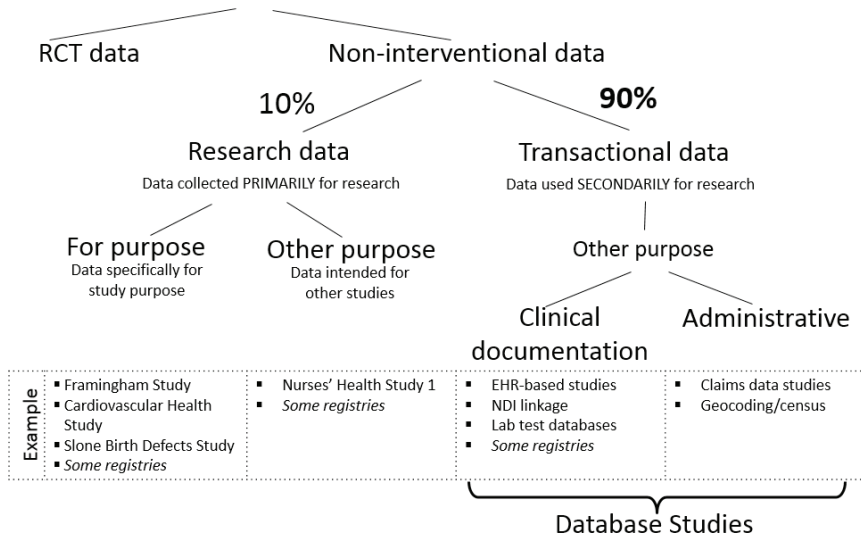 RCT data
Non-interventional data
10%
90%
Research data
Data collected PRIMARILY for research
Transactional data
Data used SECONDARILY for research
For purpose
Data specifically for
study purpose
Other purpose
Data intended for
other studies
Other purpose
Clinical
documentation
Administrative
Example
▪ Framingham Study
▪ Cardiovascular Health
Study
▪ Slone Birth Defects Study
▪ Some registries
▪ Nurses’ Health Study 1
▪ Some registries
▪ EHR-based studies
▪ NDI linkage
▪ Lab test databases
▪ Some registries
▪ Claims data studies
▪ Geocoding/census
Database Studies